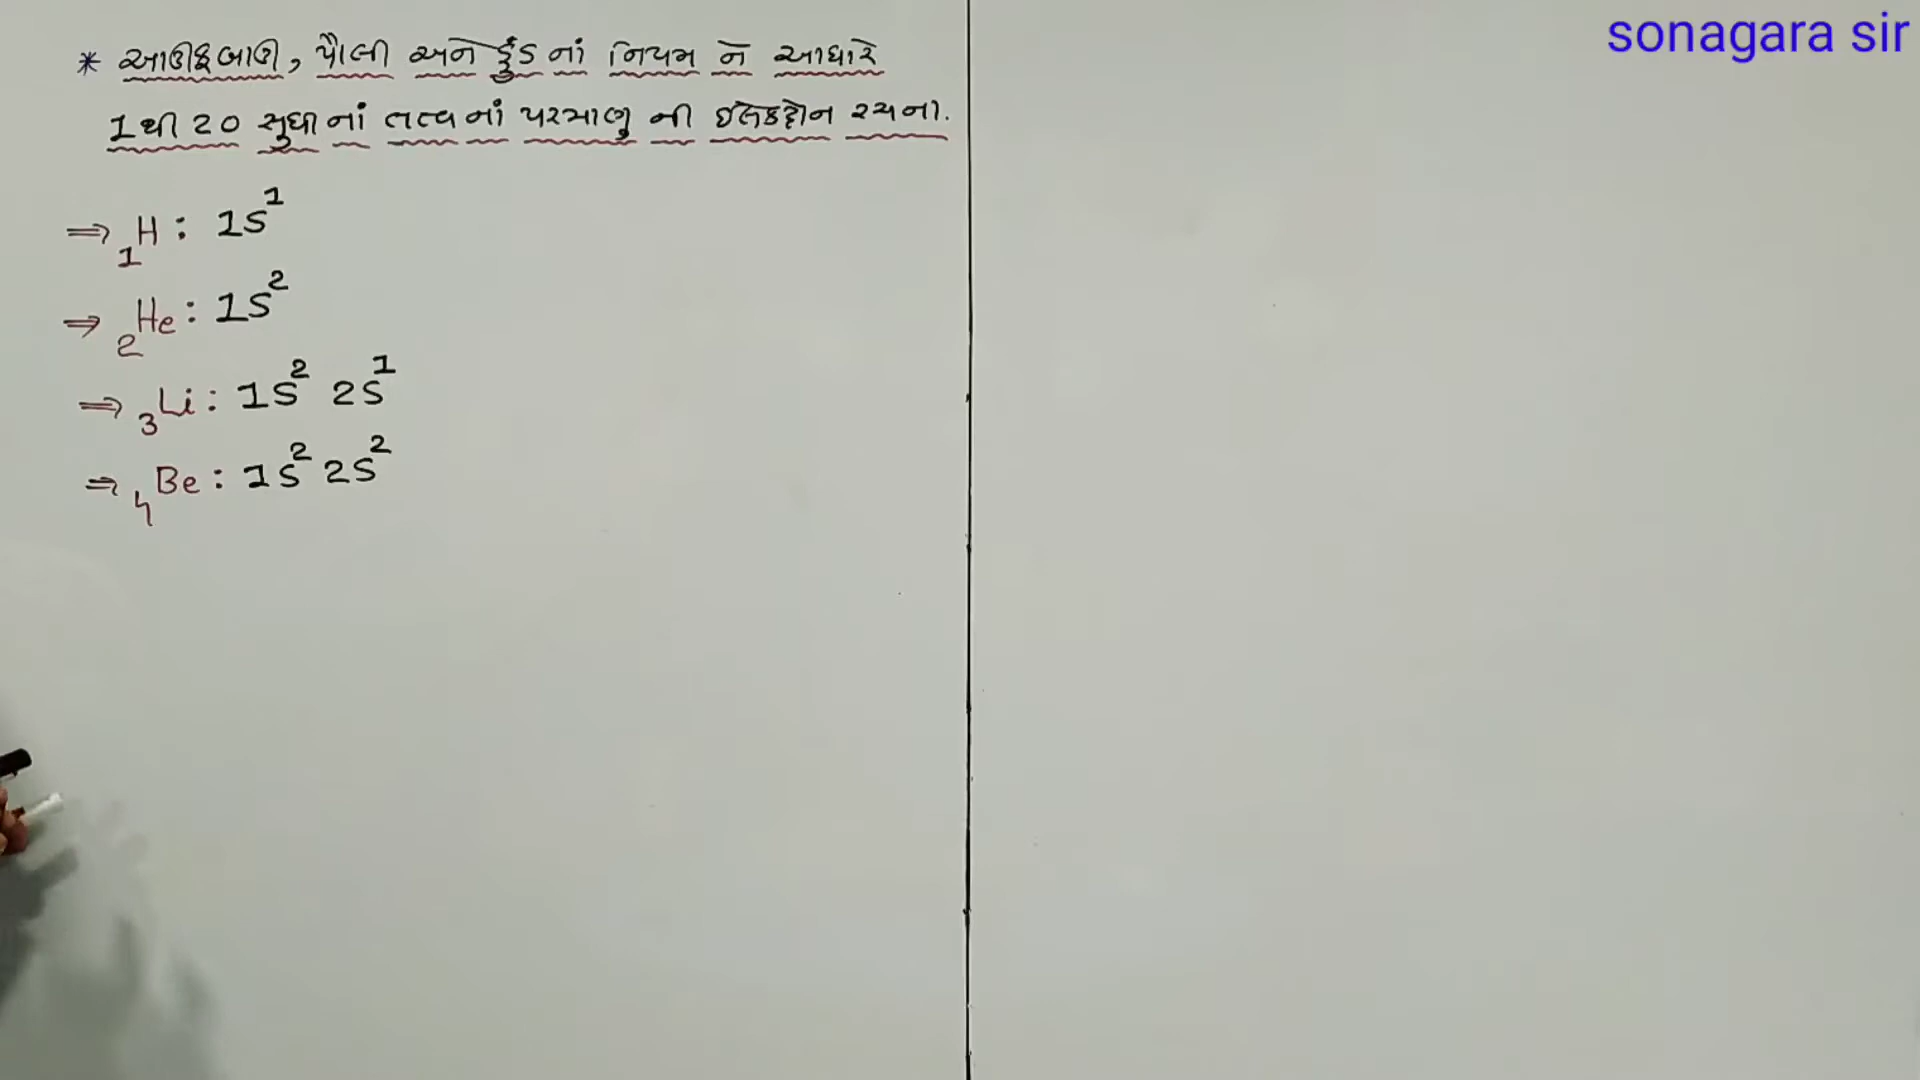 * આઉફબાઉ, પૌલી અને હુંડ નાં નિયમ ને આધારે
1 થી 20 સુધી નાં તત્વ નાં પરમાણુ ની ઈલેકટ્રોન રચના.
⇒ ₁H : 1S¹
⇒ ₂He : 1S²
⇒ ₃Li : 1S² 2S¹
⇒ ₄Be : 1S² 2S²
sonagara sir